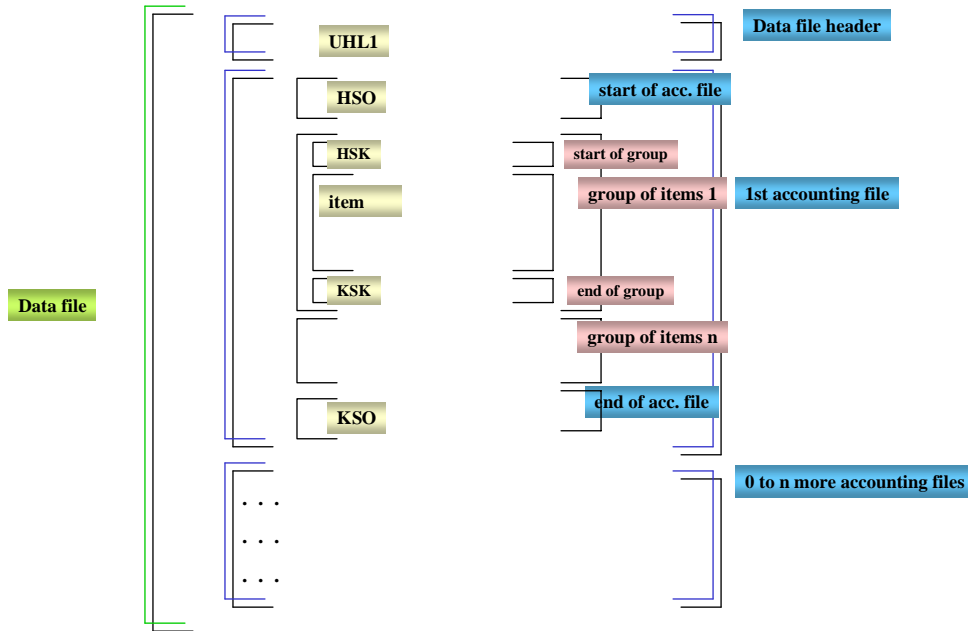 UHL1
Data file header
HSO
start of acc. file
HSK
start of group
item
group of items 1
1st accounting file
KSK
end of group
Data file
group of items n
KSO
end of acc. file
0 to n more accounting files
. . .
. . .
. . .